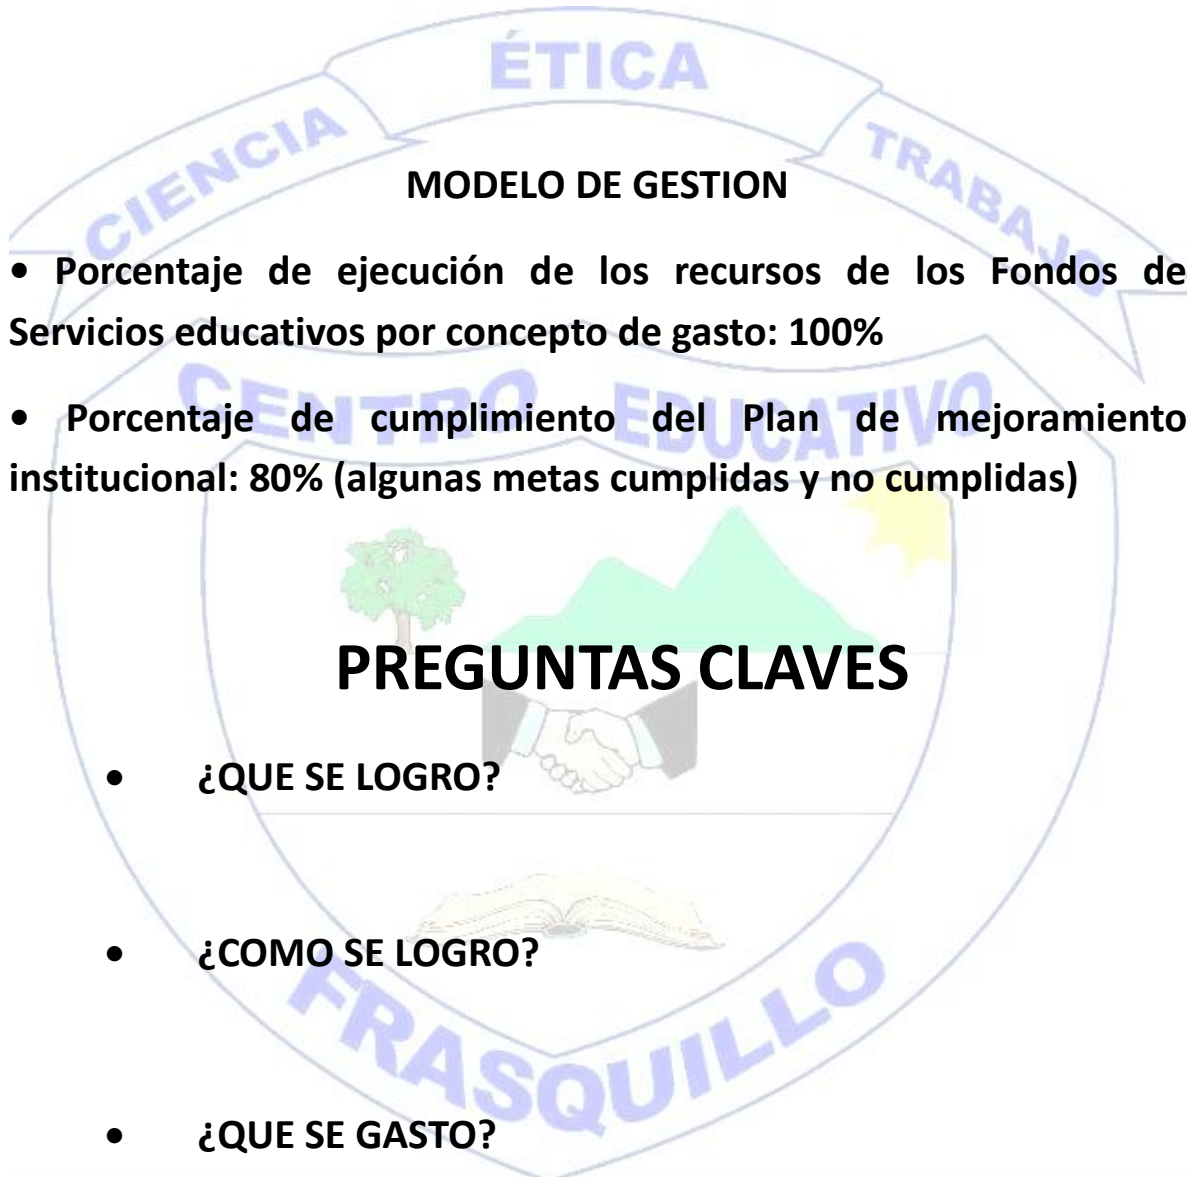 ÉTICA
CIENCIA
TRABAJO
MODELO DE GESTION
• Porcentaje de ejecución de los recursos de los Fondos de
Servicios educativos por concepto de gasto: 100%
CENTRO EDUCATIVO
• Porcentaje de cumplimiento del Plan de mejoramiento
institucional: 80% (algunas metas cumplidas y no cumplidas)
PREGUNTAS CLAVES
• ¿QUE SE LOGRO?
• ¿COMO SE LOGRO?
FRASQUILLO
• ¿QUE SE GASTO?